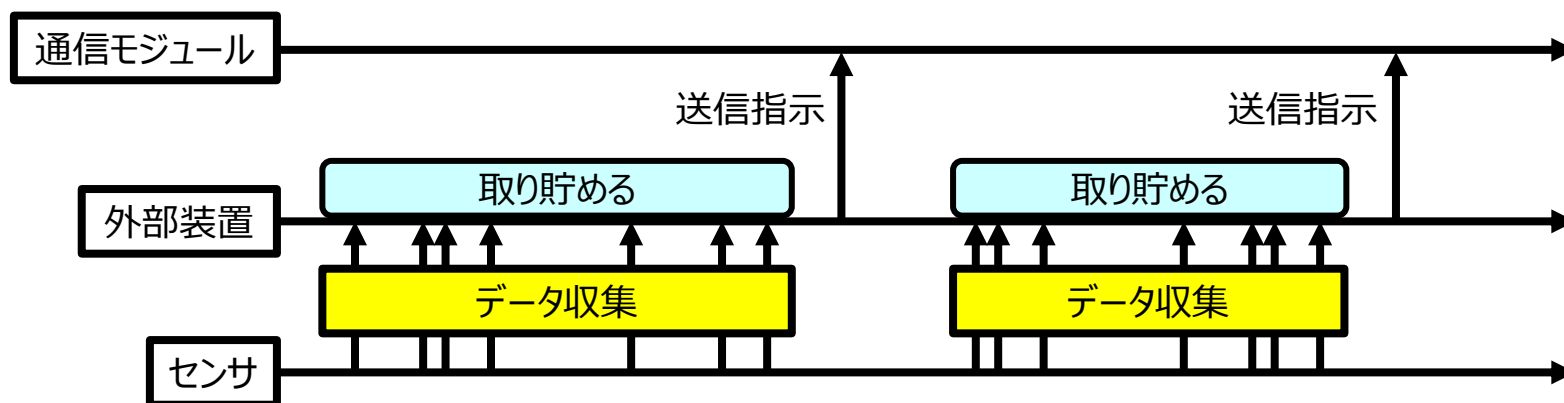 通信モジュール
送信指示
送信指示
取り貯める
取り貯める
外部装置
データ収集
データ収集
センサ